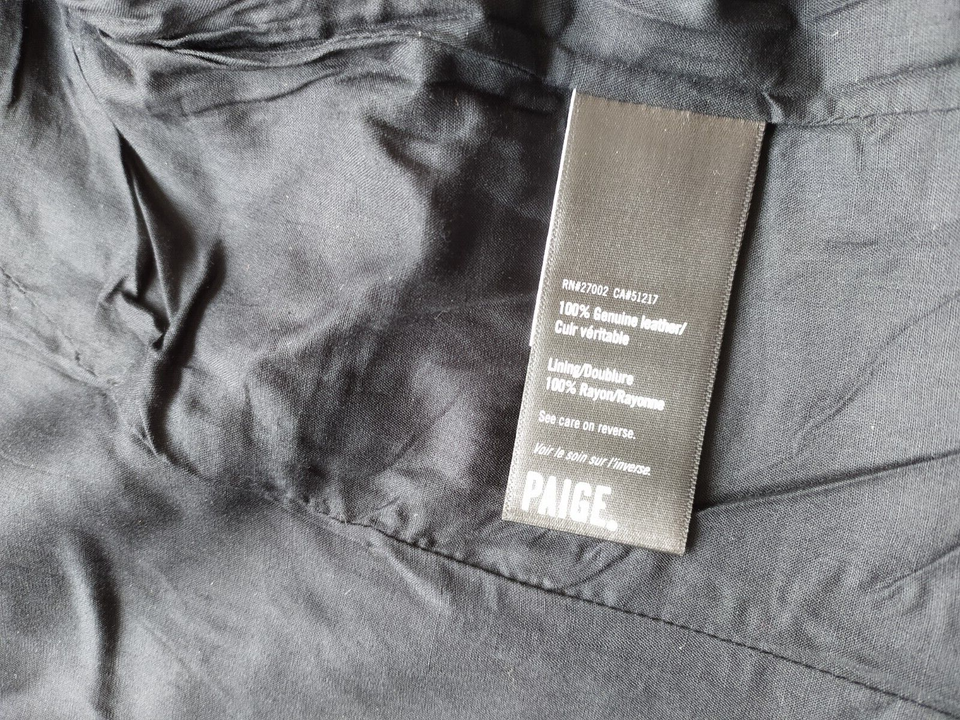 RN#27002 CA#51217
100% Genuine leather/
Cuir véritable
Lining/Doublure
100% Rayon/Rayonne
See care on reverse.
Voir le soin sur l'inverse.
PAIGE.